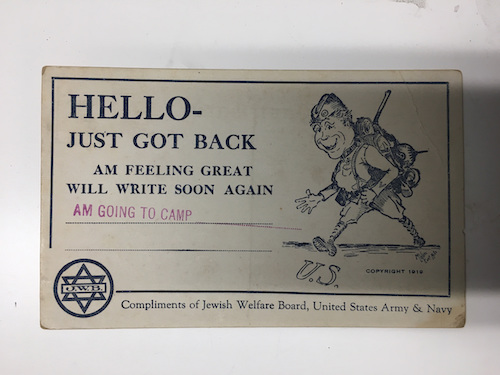 HELLO-
JUST GOT BACK
AM FEELING GREAT
WILL WRITE SOON AGAIN
AM GOING TO CAMP
U.S.
COPYRIGHT 1919
J.W.B.
Compliments of Jewish Welfare Board, United States Army & Navy